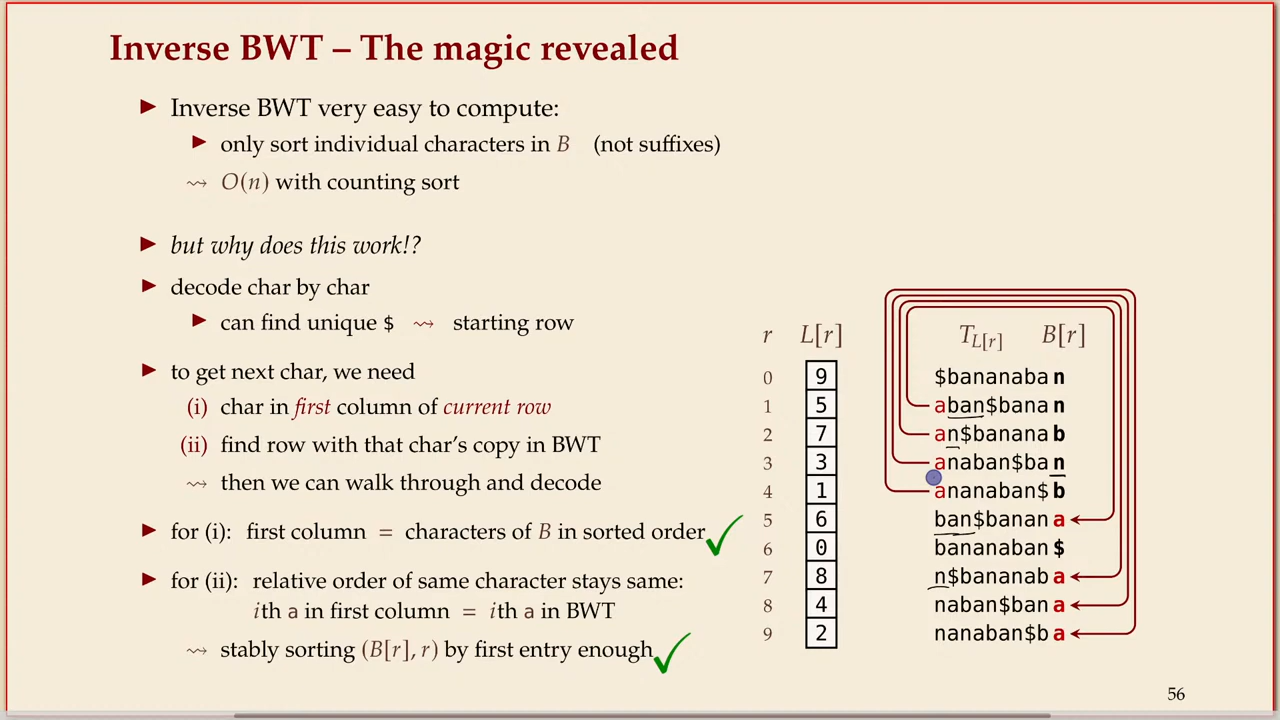 Inverse BWT – The magic revealed
▶ Inverse BWT very easy to compute:
▶ only sort individual characters in B (not suffixes)
⇝ O(n) with counting sort
▶ but why does this work!?
▶ decode char by char
▶ can find unique $ ⇝ starting row
▶ to get next char, we need
(i) char in first column of current row
(ii) find row with that char's copy in BWT
⇝ then we can walk through and decode
▶ for (i): first column = characters of B in sorted order
▶ for (ii): relative order of same character stays same:
ith a in first column = ith a in BWT
⇝ stably sorting (B[r], r) by first entry enough
r L[r] T_L[r] B[r]
0 9 $bananaba n
1 5 aban$bana n
2 7 an$banana b
3 3 anaban$ba n
4 1 ananaban$ b
5 6 ban$banan a
6 0 bananaban $
7 8 n$bananab a
8 4 naban$ban a
9 2 nanaban$b a
56